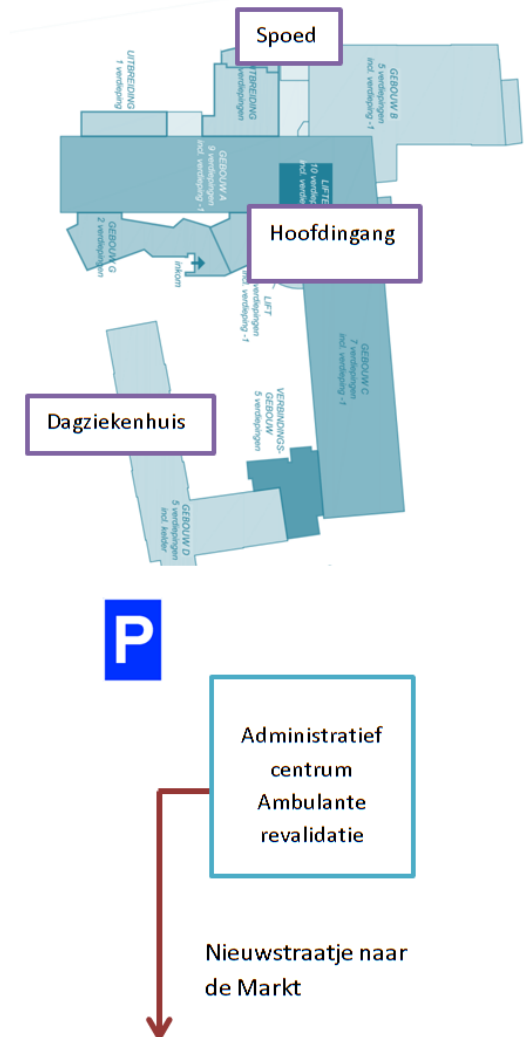 Spoed
UITBREIDING
1 verdieping
UITBREIDING
verdiepingen
GEBOUW B
5 verdiepingen
incl. verdieping -1
GEBOUW A
9 verdiepingen
incl. verdieping -1
10
incl.
Hoofdingang
GEBOUW G
2 verdiepingen
inkom
LIFT
verdiepingen
incl. verdieping -1
GEBOUW C
7 verdiepingen
incl. verdieping -1
Dagziekenhuis
VERBINDINGS-
GEBOUW
5 verdiepingen
GEBOUW D
5 verdiepingen
incl. kelder
P
Administratief
centrum
Ambulante
revalidatie
Nieuwstraatje naar
de Markt